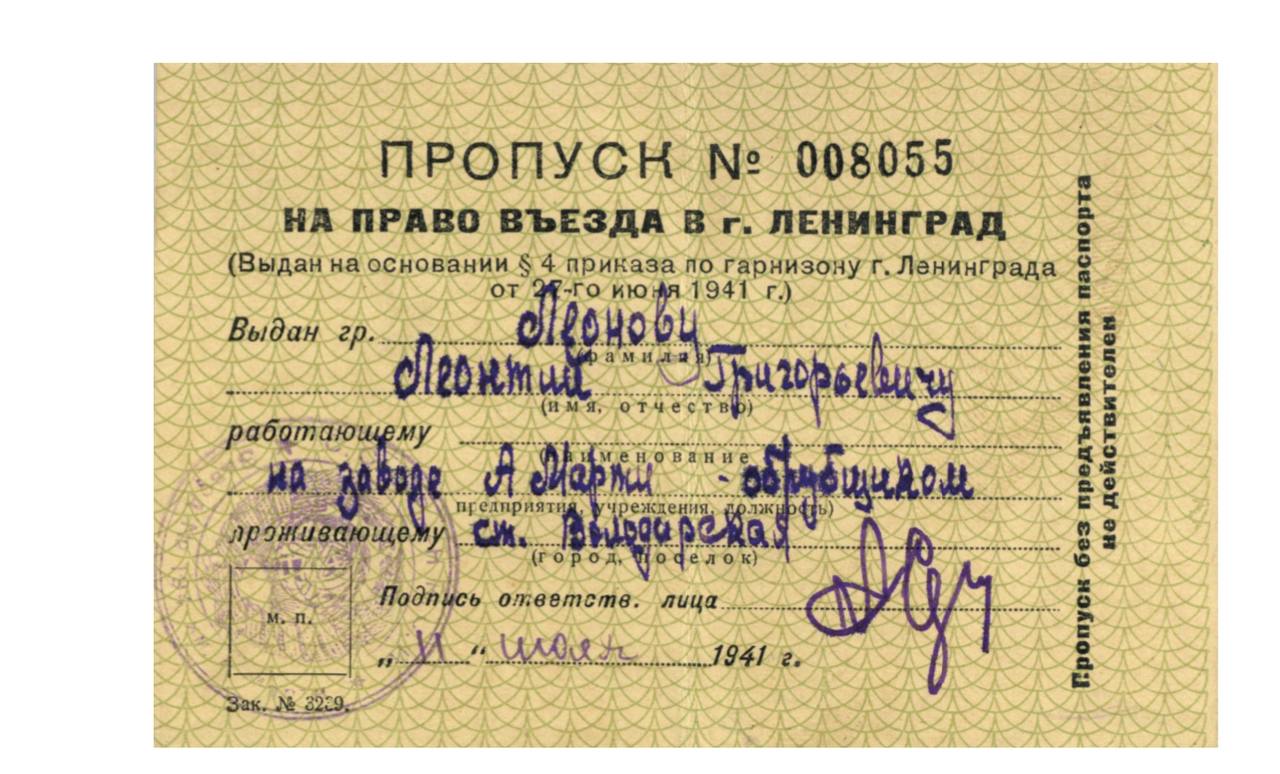 ПРОПУСК № 008055
НА ПРАВО ВЪЕЗДА В г. ЛЕНИНГРАД
(Выдан на основании § 4 приказа по гарнизону г. Ленинграда
от 27-го июня 1941 г.)
Выдан гр. Леонову
(фамилия)
Леонтий Григорьевичу
(имя, отчество)
работающему
(наименование
на заводе А Марти - обрубщиком
предприятия, учреждения, должность)
проживающему ст. Володарская
(город, поселок)
Подпись ответств. лица
м. п.
„ 11 “ июля 1941 г.
Зак. № 3229.
Пропуск без предъявления паспорта
не действителен